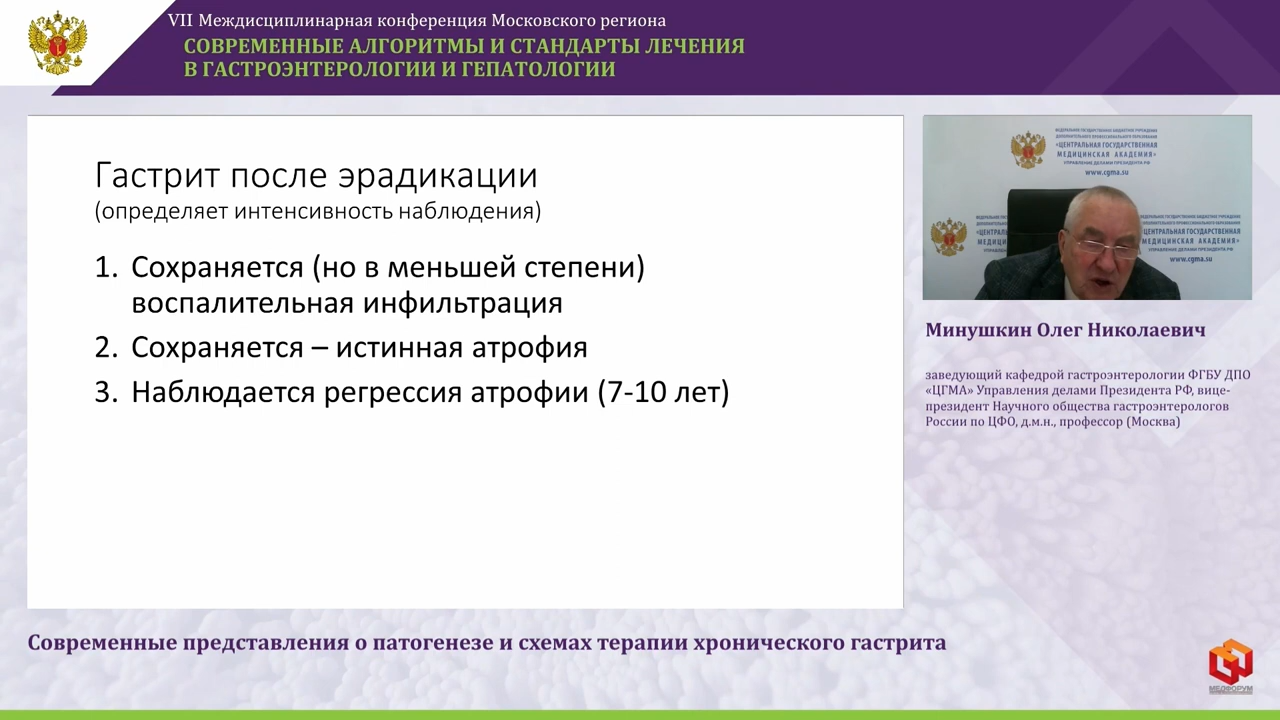 VII Междисциплинарная конференция Московского региона
СОВРЕМЕННЫЕ АЛГОРИТМЫ И СТАНДАРТЫ ЛЕЧЕНИЯ
В ГАСТРОЭНТЕРОЛОГИИ И ГЕПАТОЛОГИИ
Гастрит после эрадикации
(определяет интенсивность наблюдения)
1. Сохраняется (но в меньшей степени)
воспалительная инфильтрация
2. Сохраняется – истинная атрофия
3. Наблюдается регрессия атрофии (7-10 лет)
ФЕДЕРАЛЬНОЕ ГОСУДАРСТВЕННОЕ БЮДЖЕТНОЕ УЧРЕЖДЕНИЕ
ДОПОЛНИТЕЛЬНОГО ПРОФЕССИОНАЛЬНОГО ОБРАЗОВАНИЯ
«ЦЕНТРАЛЬНАЯ ГОСУДАРСТВЕННАЯ
МЕДИЦИНСКАЯ АКАДЕМИЯ»
УПРАВЛЕНИЯ ДЕЛАМИ ПРЕЗИДЕНТА РФ
www.cgma.su
www.cgma.su
Минушкин Олег Николаевич
заведующий кафедрой гастроэнтерологии ФГБУ ДПО
«ЦГМА» Управления делами Президента РФ, вице-
президент Научного общества гастроэнтерологов
России по ЦФО, д.м.н., профессор (Москва)
Современные представления о патогенезе и схемах терапии хронического гастрита
МЕДФОРУМ